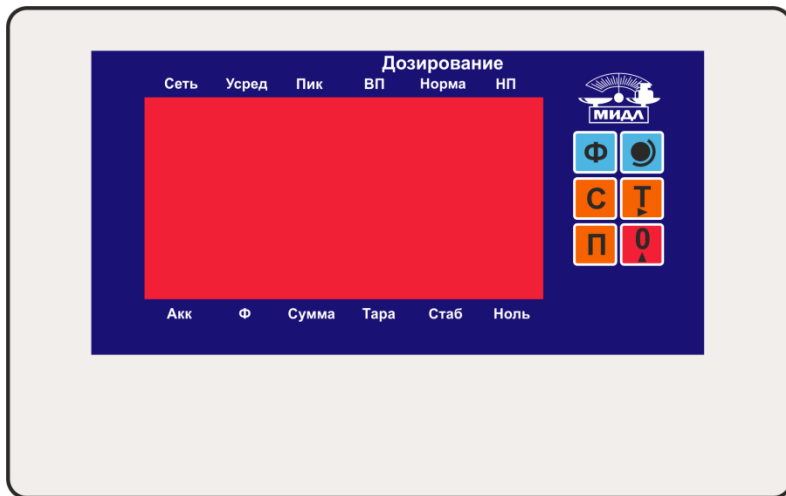 Дозирование
Сеть Усред Пик ВП Норма НП
МИДЛ
Ф
С Т
П 0
Акк Ф Сумма Тара Стаб Ноль